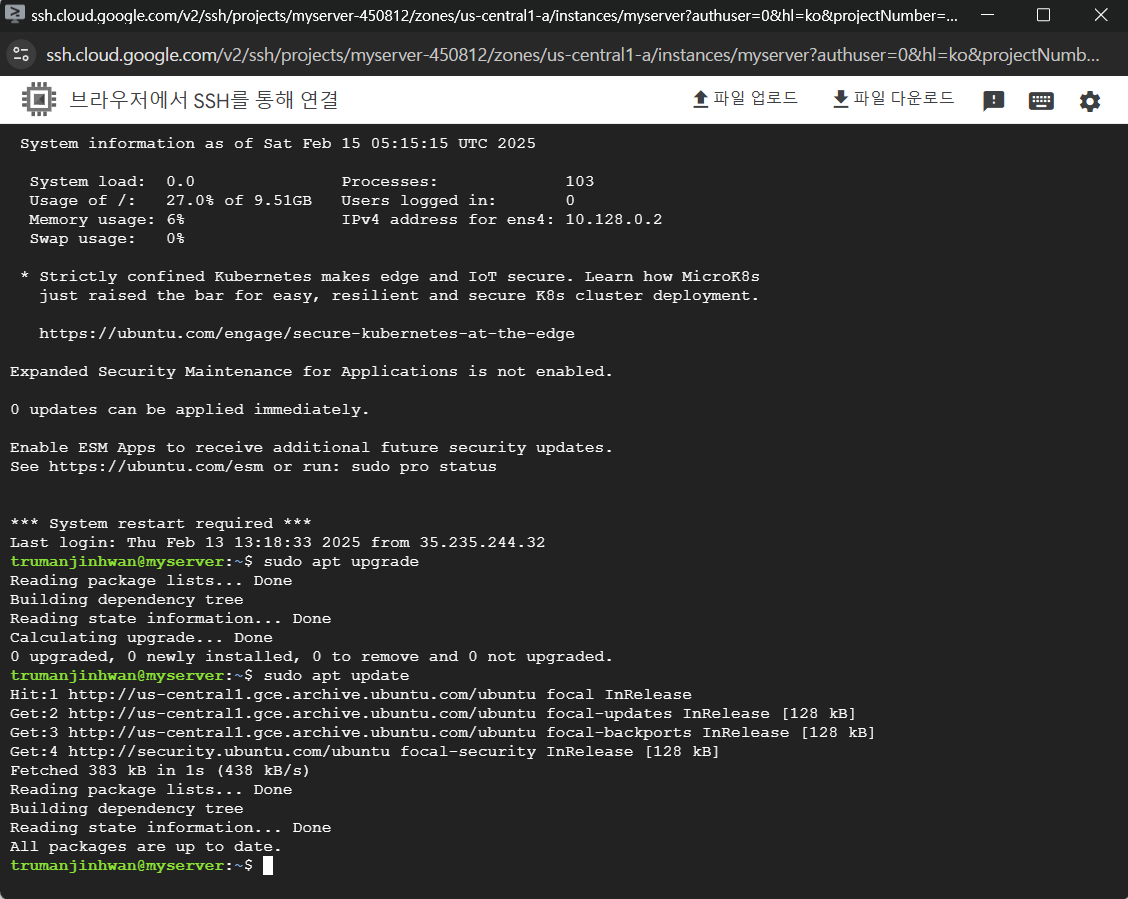 ssh.cloud.google.com/v2/ssh/projects/myserver-450812/zones/us-central1-a/instances/myserver?authuser=0&hl=ko&projectNumber=...
ssh.cloud.google.com/v2/ssh/projects/myserver-450812/zones/us-central1-a/instances/myserver?authuser=0&hl=ko&projectNumb...
브라우저에서 SSH를 통해 연결 파일 업로드 파일 다운로드
System information as of Sat Feb 15 05:15:15 UTC 2025
System load: 0.0 Processes: 103
Usage of /: 27.0% of 9.51GB Users logged in: 0
Memory usage: 6% IPv4 address for ens4: 10.128.0.2
Swap usage: 0%
* Strictly confined Kubernetes makes edge and IoT secure. Learn how MicroK8s
just raised the bar for easy, resilient and secure K8s cluster deployment.
https://ubuntu.com/engage/secure-kubernetes-at-the-edge
Expanded Security Maintenance for Applications is not enabled.
0 updates can be applied immediately.
Enable ESM Apps to receive additional future security updates.
See https://ubuntu.com/esm or run: sudo pro status
*** System restart required ***
Last login: Thu Feb 13 13:18:33 2025 from 35.235.244.32
trumanjinhwan@myserver:~$ sudo apt upgrade
Reading package lists... Done
Building dependency tree
Reading state information... Done
Calculating upgrade... Done
0 upgraded, 0 newly installed, 0 to remove and 0 not upgraded.
trumanjinhwan@myserver:~$ sudo apt update
Hit:1 http://us-central1.gce.archive.ubuntu.com/ubuntu focal InRelease
Get:2 http://us-central1.gce.archive.ubuntu.com/ubuntu focal-updates InRelease [128 kB]
Get:3 http://us-central1.gce.archive.ubuntu.com/ubuntu focal-backports InRelease [128 kB]
Get:4 http://security.ubuntu.com/ubuntu focal-security InRelease [128 kB]
Fetched 383 kB in 1s (438 kB/s)
Reading package lists... Done
Building dependency tree
Reading state information... Done
All packages are up to date.
trumanjinhwan@myserver:~$